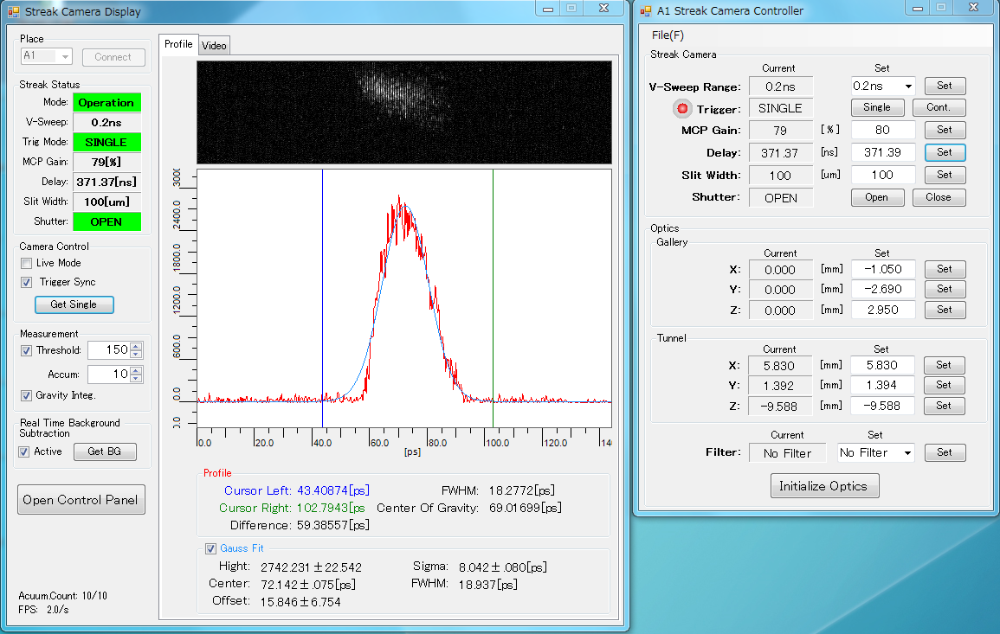 Streak Camera Display
Place
A1
Connect
Streak Status
Mode: Operation
V-Sweep: 0.2ns
Trig Mode: SINGLE
MCP Gain: 79[%]
Delay: 371.37[ns]
Slit Width: 100[um]
Shutter: OPEN
Camera Control
Live Mode
Trigger Sync
Get Single
Measurement
Threshold: 150
Accum: 10
Gravity Integ.
Real Time Background
Subtraction
Active Get BG
Open Control Panel
Acuum.Count: 10/10
FPS: 2.0/s
Profile Video
3000
2400.0
1800.0
1200.0
600.0
0.0
0.0 20.0 40.0 60.0 80.0 100.0 120.0 14
[ps]
Profile
Cursor Left: 43.40874[ps] FWHM: 18.2772[ps]
Cursor Right: 102.7943[ps Center Of Gravity: 69.01699[ps]
Difference: 59.38557[ps]
Gauss Fit
Hight: 2742.231±22.542 Sigma: 8.042±.080[ps]
Center: 72.142±.075[ps] FWHM: 18.937[ps]
Offset: 15.846±6.754
A1 Streak Camera Controller
File(F)
Streak Camera
Current Set
V-Sweep Range: 0.2ns 0.2ns Set
Trigger: SINGLE Single Cont.
MCP Gain: 79 [%] 80 Set
Delay: 371.37 [ns] 371.39 Set
Slit Width: 100 [um] 100 Set
Shutter: OPEN Open Close
Optics
Gallery
Current Set
X: 0.000 [mm] -1.050 Set
Y: 0.000 [mm] -2.690 Set
Z: 0.000 [mm] 2.950 Set
Tunnel
Current Set
X: 5.830 [mm] 5.830 Set
Y: 1.392 [mm] 1.394 Set
Z: -9.588 [mm] -9.588 Set
Current Set
Filter: No Filter No Filter Set
Initialize Optics